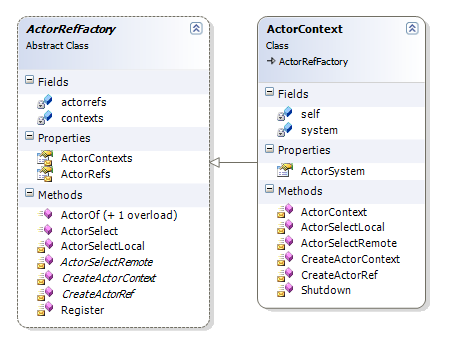 ActorRefFactory
Abstract Class
Fields
actorrefs
contexts
Properties
ActorContexts
ActorRefs
Methods
ActorOf (+ 1 overload)
ActorSelect
ActorSelectLocal
ActorSelectRemote
CreateActorContext
CreateActorRef
Register
ActorContext
Class
ActorRefFactory
Fields
self
system
Properties
ActorSystem
Methods
ActorContext
ActorSelectLocal
ActorSelectRemote
CreateActorContext
CreateActorRef
Shutdown